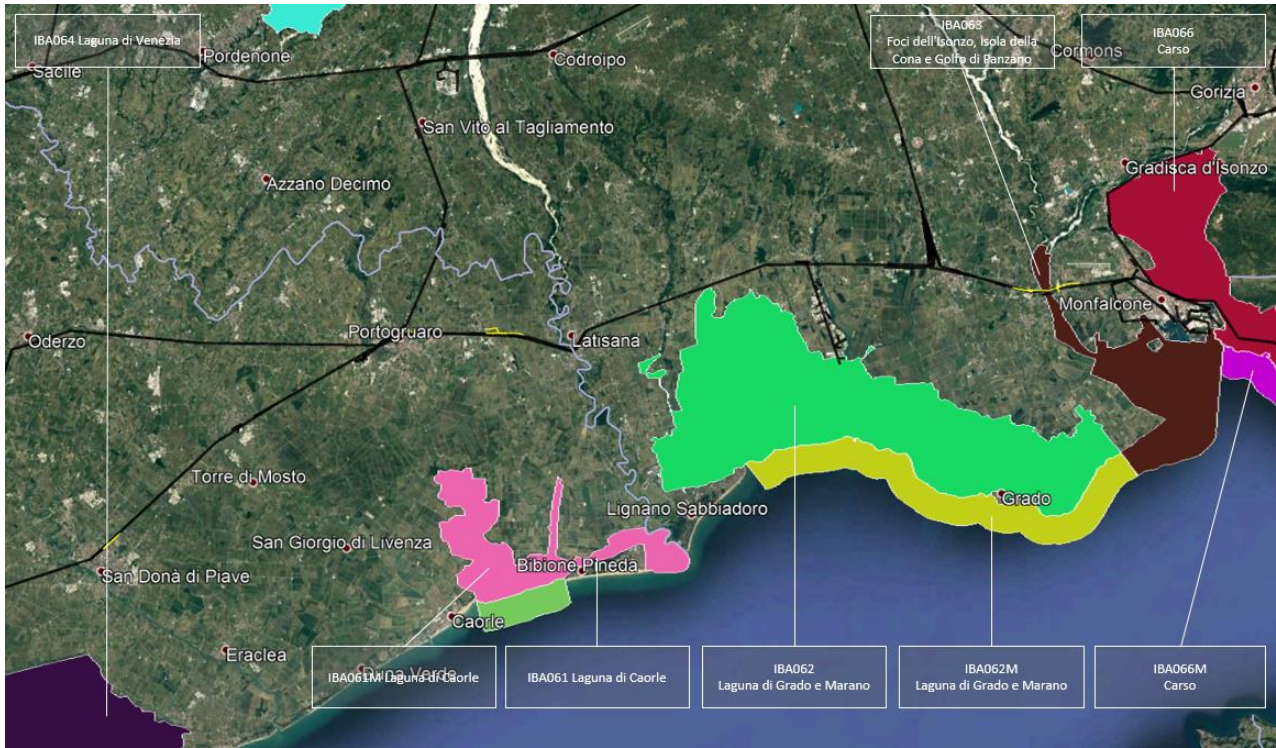 IBA064 Laguna di Venezia
IBA063
Foci dell'Isonzo, Isola della
Cona e Golfo di Panzano
IBA066
Carso
Pordenone
Sacile
Codroipo
Cormons
Gorizia
San Vito al Tagliamento
Azzano Decimo
Gradisca d'Isonzo
Monfalcone
Oderzo
Portogruaro
Latisana
Torre di Mosto
Lignano Sabbiadoro
Grado
San Giorgio di Livenza
Bibione Pineda
San Donà di Piave
Caorle
Eraclea
Duna Verde
IBA061M Laguna di Caorle
IBA061 Laguna di Caorle
IBA062
Laguna di Grado e Marano
IBA062M
Laguna di Grado e Marano
IBA066M
Carso